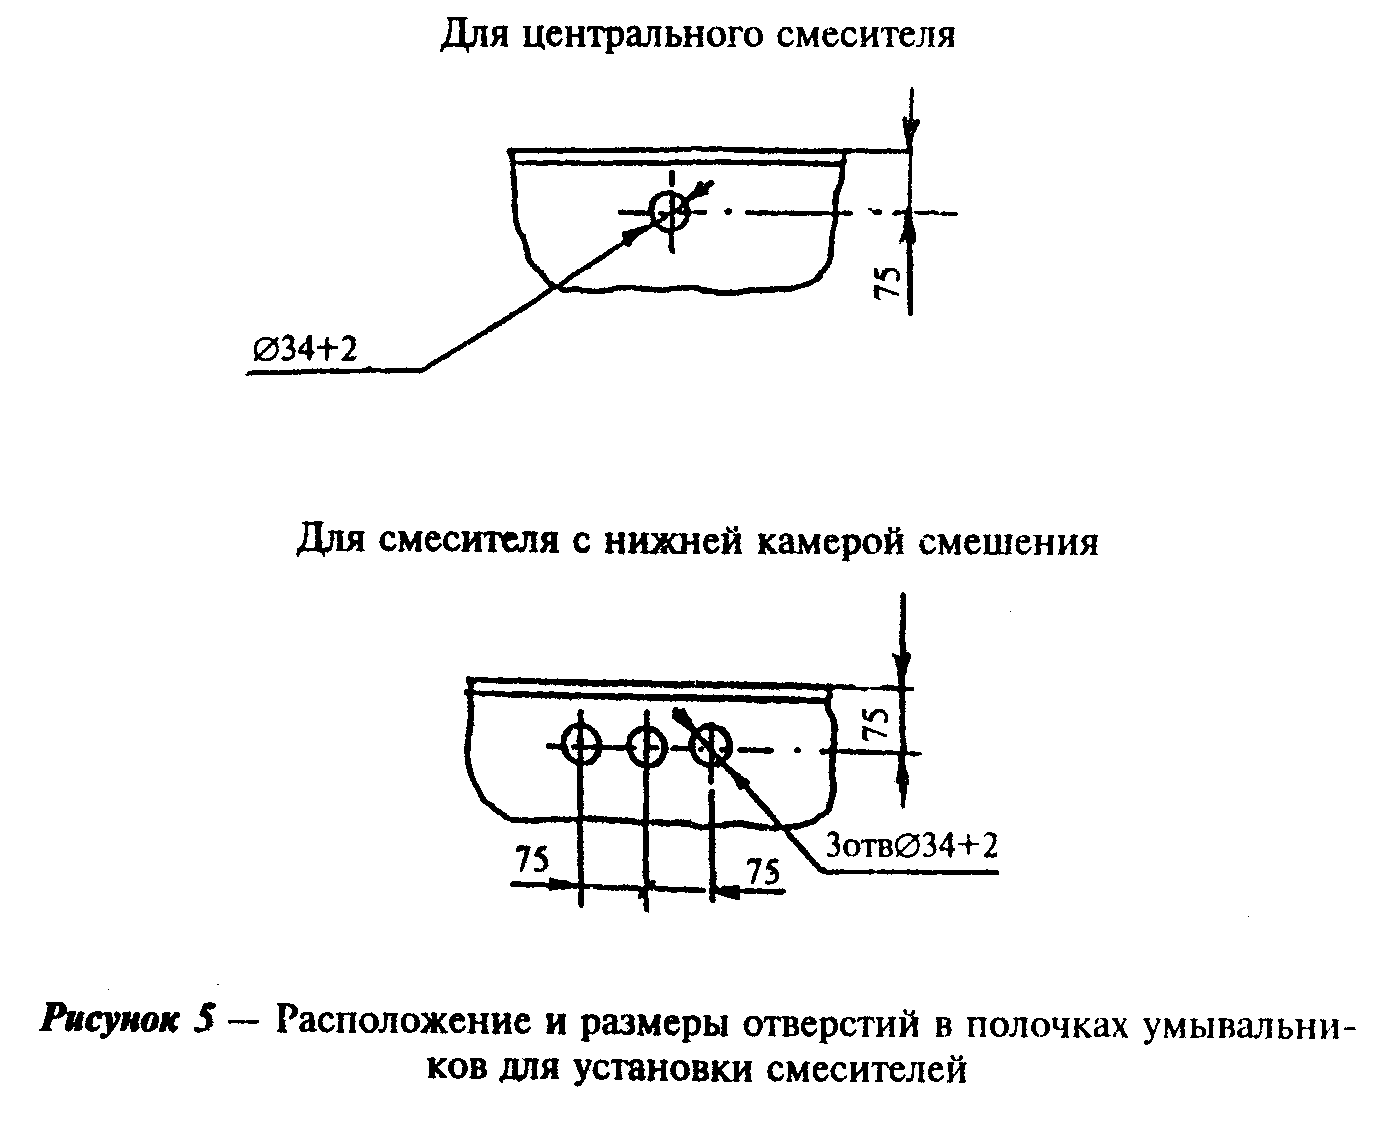 Для центрального смесителя
75
Ø34+2
Для смесителя с нижней камерой смешения
75
3отвØ34+2
75
75
Рисунок 5 — Расположение и размеры отверстий в полочках умывальни-
ков для установки смесителей